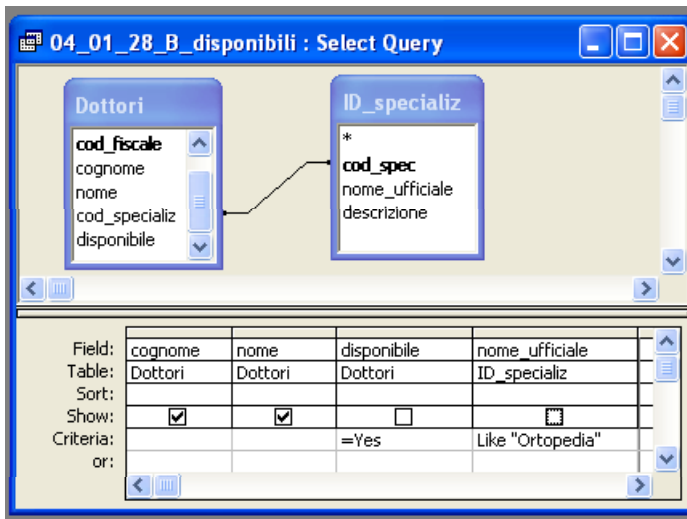 04_01_28_B_disponibili : Select Query
Dottori
cod_fiscale
cognome
nome
cod_specializ
disponibile
ID_specializ
*
cod_spec
nome_ufficiale
descrizione
Field: cognome nome disponibile nome_ufficiale
Table: Dottori Dottori Dottori ID_specializ
Sort:
Show:
Criteria: =Yes Like "Ortopedia"
or: